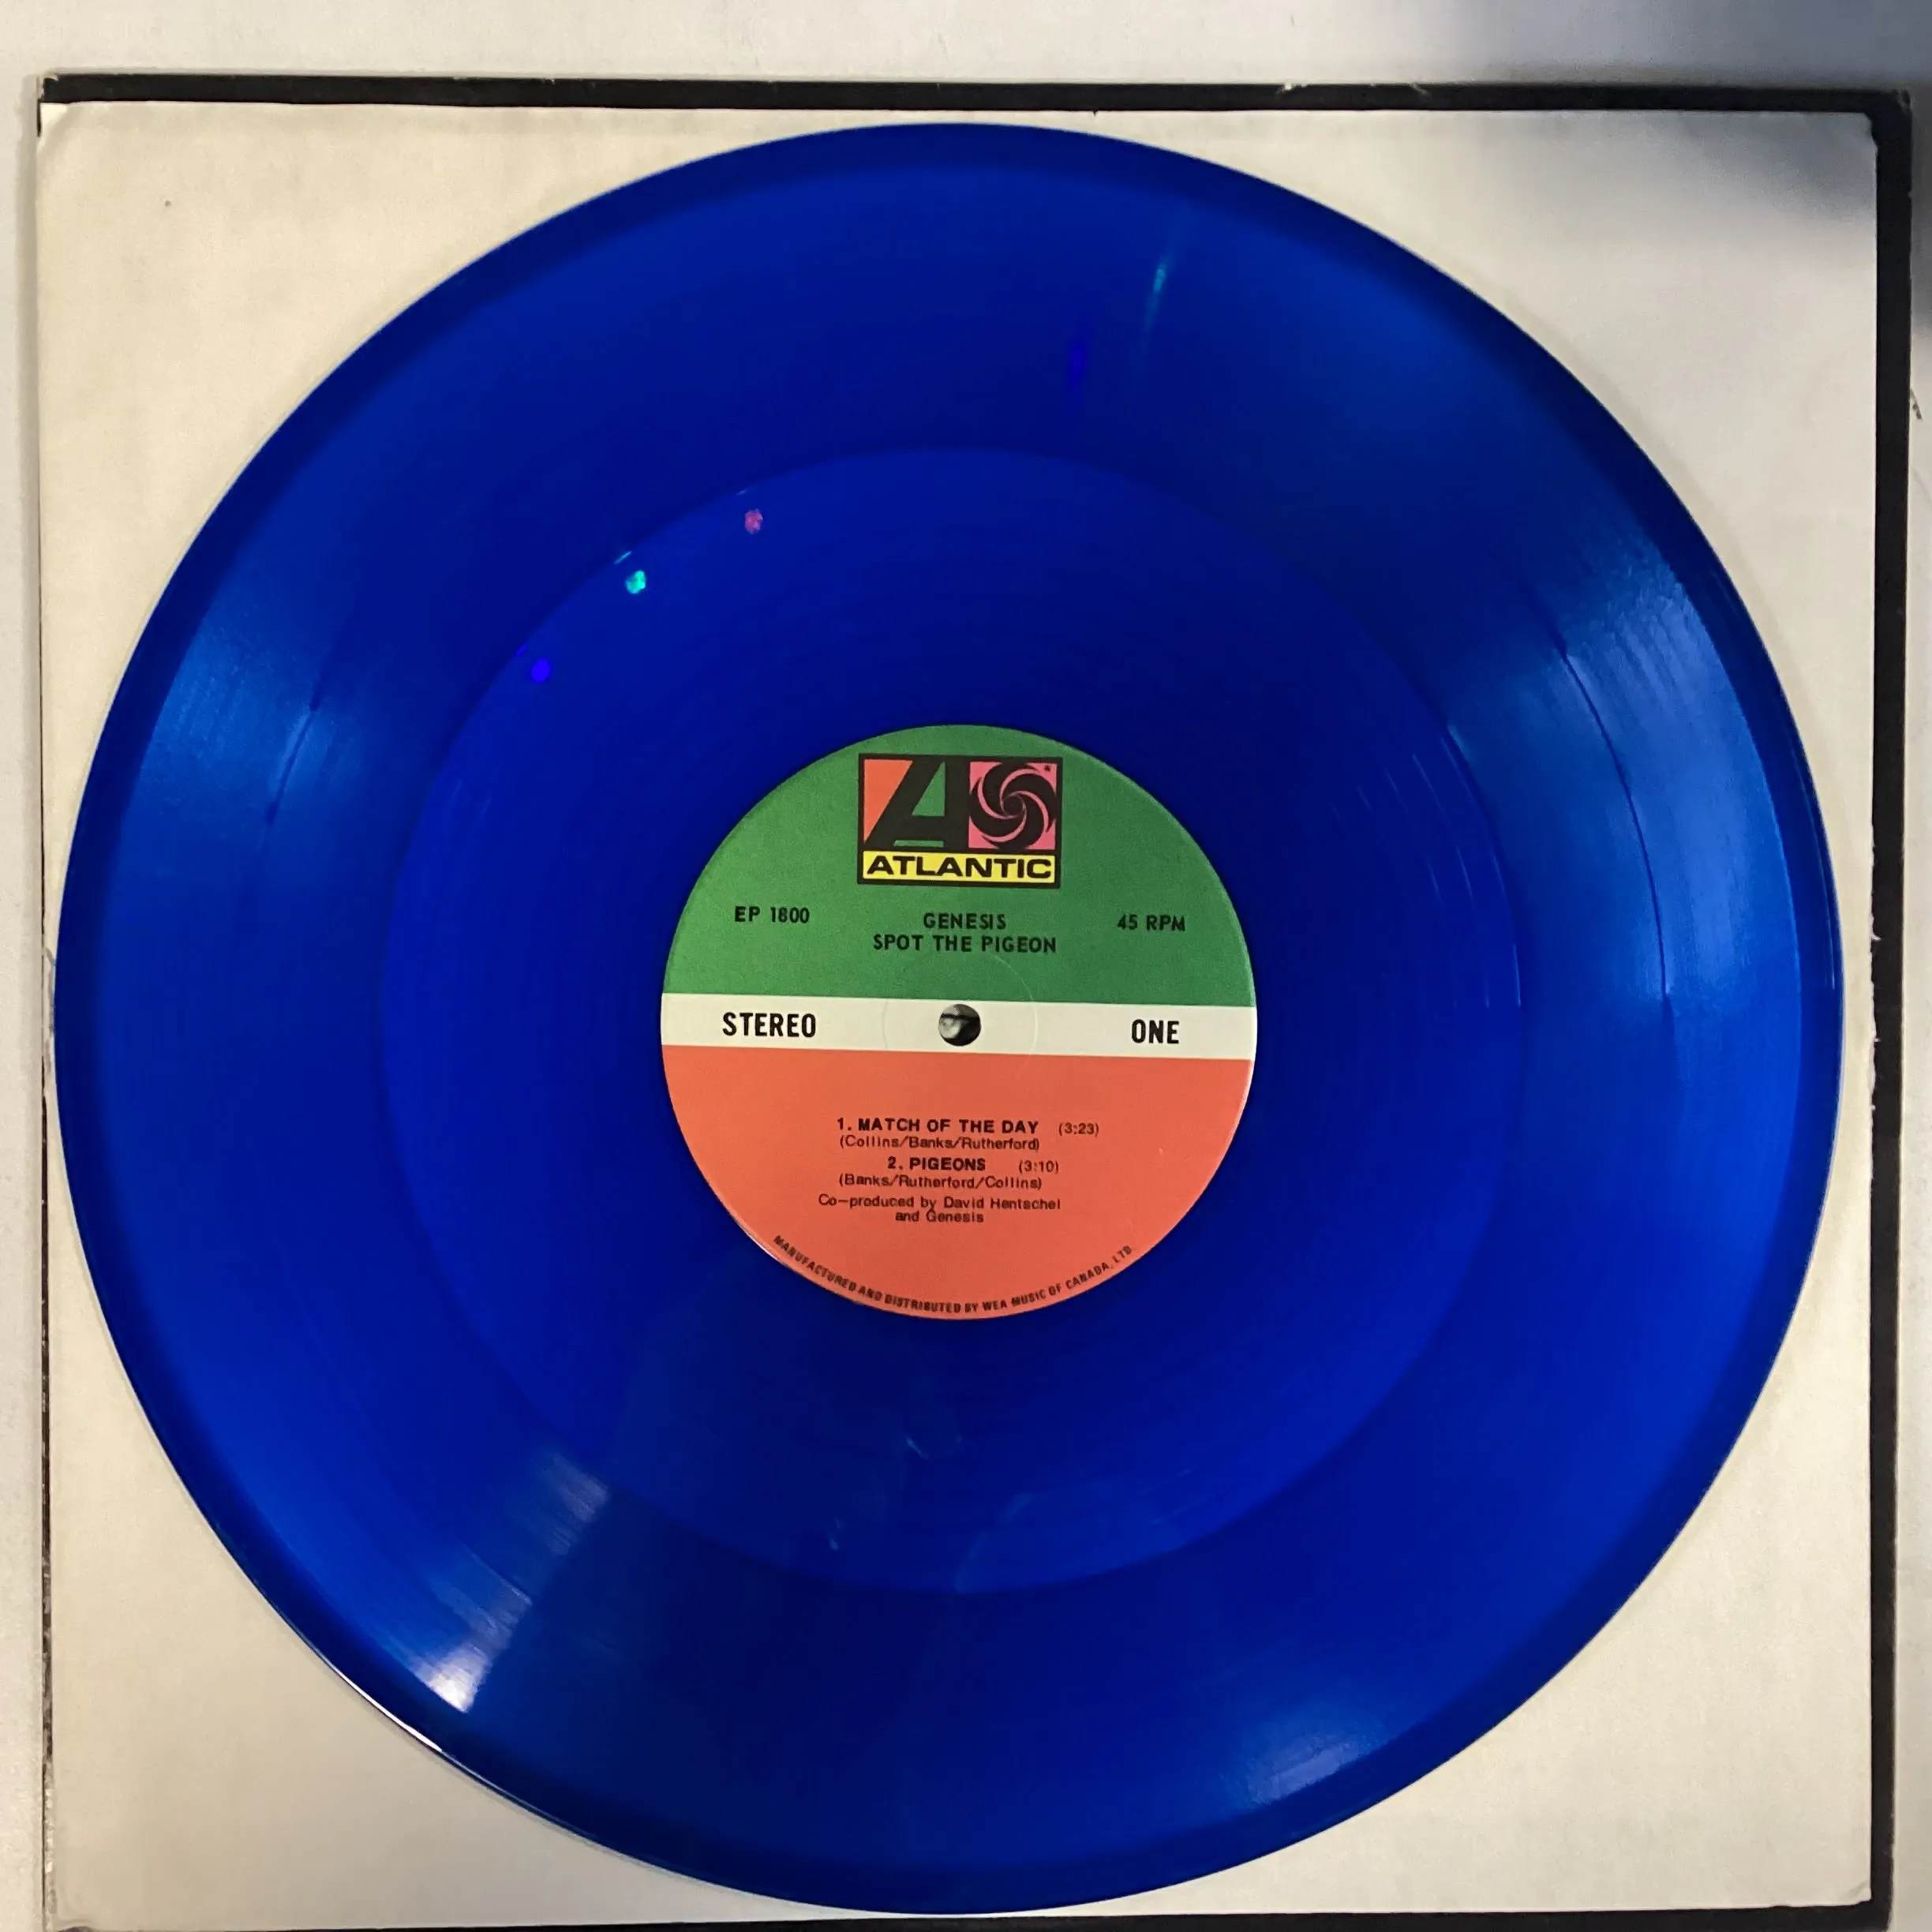 ATLANTIC
EP 1800
GENESIS
45 RPM
SPOT THE PIGEON
STEREO
ONE
1. MATCH OF THE DAY (3:23)
(Collins/Banks/Rutherford)
2. PIGEONS (3:10)
(Banks/Rutherford/Collins)
Co-produced by David Hentschel
and Genesis
MANUFACTURED AND DISTRIBUTED BY WEA MUSIC OF CANADA, LTD